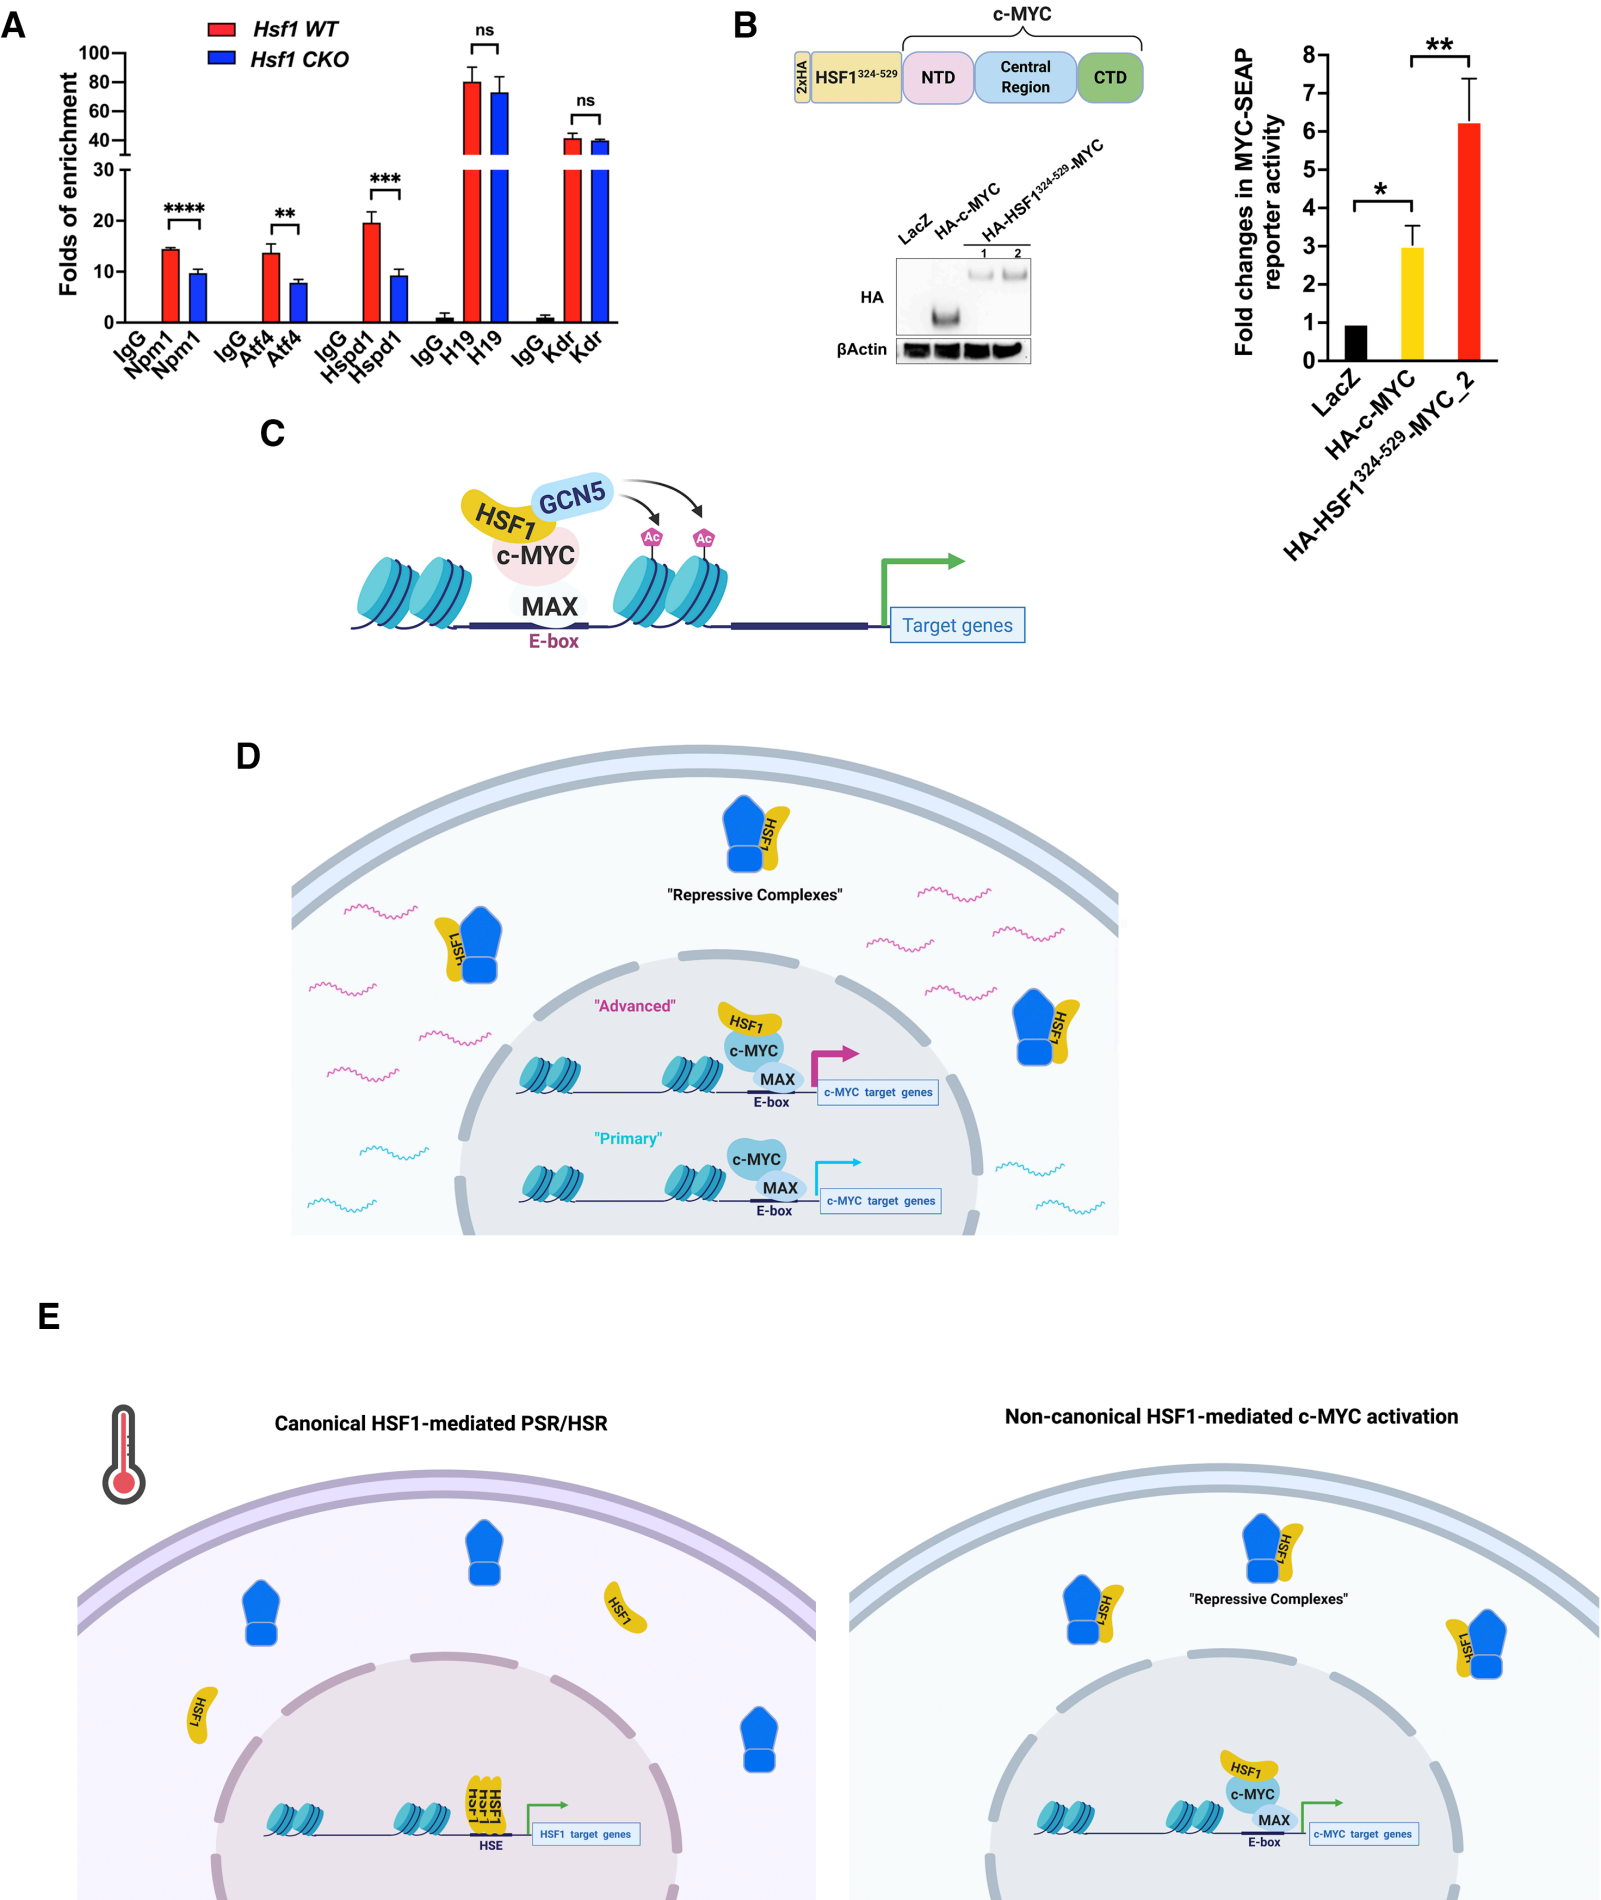 A
Hsf1 WT
Hsf1 CKO
Folds of enrichment
100
80
60
40
30
20
10
0
****
**
***
ns
ns
IgG
Npm1
Npm1
IgG
Atf4
Atf4
IgG
Hspd1
Hspd1
IgG
H19
H19
IgG
Kdr
Kdr
B
c-MYC
2xHA
HSF1324-529
NTD
Central
Region
CTD
LacZ
HA-c-MYC
HA-HSF1324-529-MYC
1 2
HA
βActin
Fold changes in MYC-SEAP
reporter activity
8
7
6
5
4
3
2
1
0
*
**
LacZ
HA-c-MYC
HA-HSF1324-529-MYC_2
C
HSF1
GCN5
c-MYC
MAX
E-box
Ac
Ac
Target genes
D
HSF1
"Repressive Complexes"
HSF1
HSF1
"Advanced"
HSF1
c-MYC
MAX
E-box
c-MYC target genes
"Primary"
c-MYC
MAX
E-box
c-MYC target genes
E
Canonical HSF1-mediated PSR/HSR
HSF1
HSF1
HSF1
HSF1
HSF1
HSE
HSF1 target genes
Non-canonical HSF1-mediated c-MYC activation
HSF1
"Repressive Complexes"
HSF1
HSF1
HSF1
c-MYC
MAX
E-box
c-MYC target genes